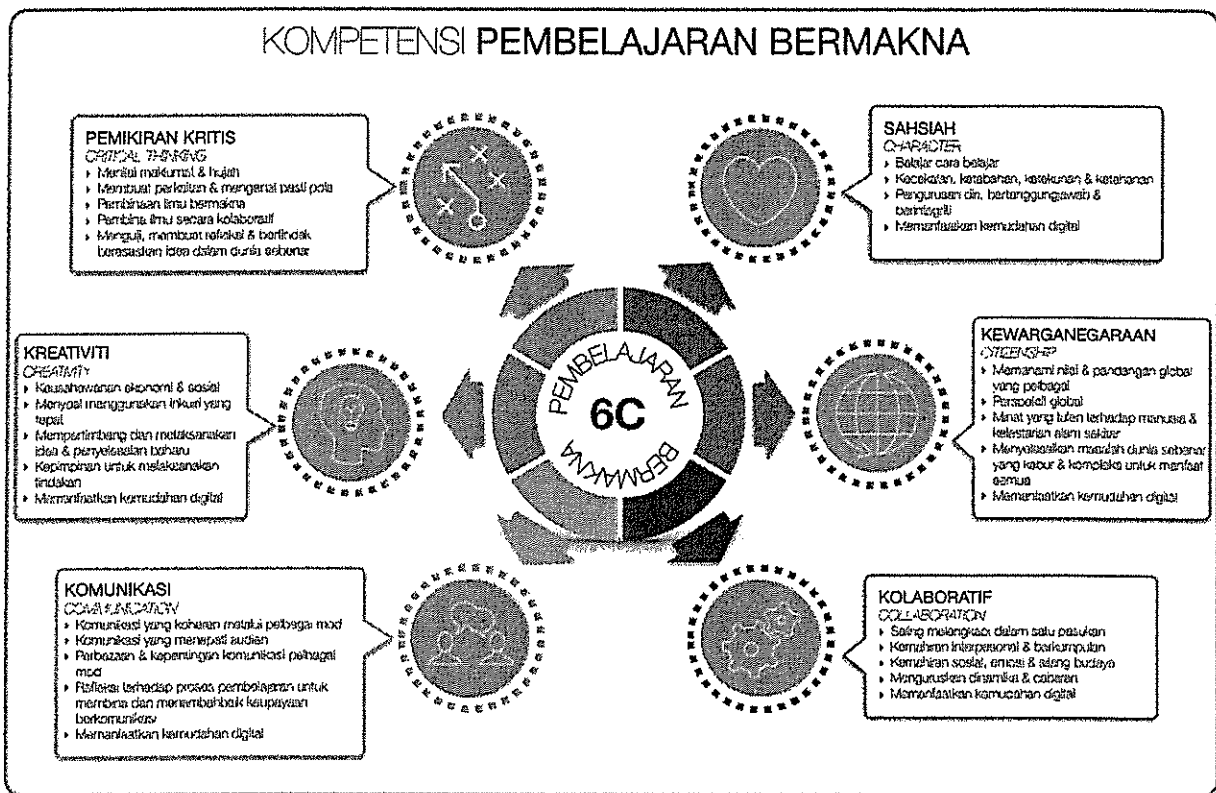 KOMPETENSI PEMBELAJARAN BERMAKNA
PEMIKIRAN KRITIS
CRITICAL THINKING
Menilai maklumat & hujah
Membuat perkaitan & mengenal pasti pola
Pembinaan ilmu bermakna
Pembina ilmu secara kolaboratif
Menguji, membuat refleksi & bertindak
berasaskan idea dalam dunia sebenar
SAHSIAH
CHARACTER
Belajar cara belajar
Kecekalan, ketabahan, ketekunan & ketahanan
Pengurusan diri, bertanggungjawab &
berintegriti
Memanfaatkan kemudahan digital
KREATIVITI
CREATIVITY
Keusahawanan ekonomi & sosial
Menyoal menggunakan inkuiri yang
tepat
Mempertimbang dan melaksanakan
idea & penyelesaian baharu
Kepimpinan untuk melaksanakan
tindakan
Memanfaatkan kemudahan digital
PEMBELAJARAN
6C
BERMAKNA
KEWARGANEGARAAN
CITIZENSHIP
Memahami nilai & pandangan global
yang pelbagai
Perspektif global
Minat yang tulen terhadap manusia &
kelestarian alam sekitar
Menyelesaikan masalah dunia sebenar
yang kabur & kompleks untuk manfaat
semua
Memanfaatkan kemudahan digital
KOMUNIKASI
COMMUNICATION
Komunikasi yang koheren melalui pelbagai mod
Komunikasi yang menepati audien
Perbezaan & kepentingan komunikasi pelbagai
mod
Refleksi terhadap proses pembelajaran untuk
membina dan menambahbaik keupayaan
berkomunikasi
Memanfaatkan kemudahan digital
KOLABORATIF
COLLABORATION
Saling melengkapi dalam satu pasukan
Kemahiran interpersonal & berkumpulan
Kemahiran sosial, emosi & silang budaya
Menguruskan dinamika & cabaran
Memanfaatkan kemudahan digital